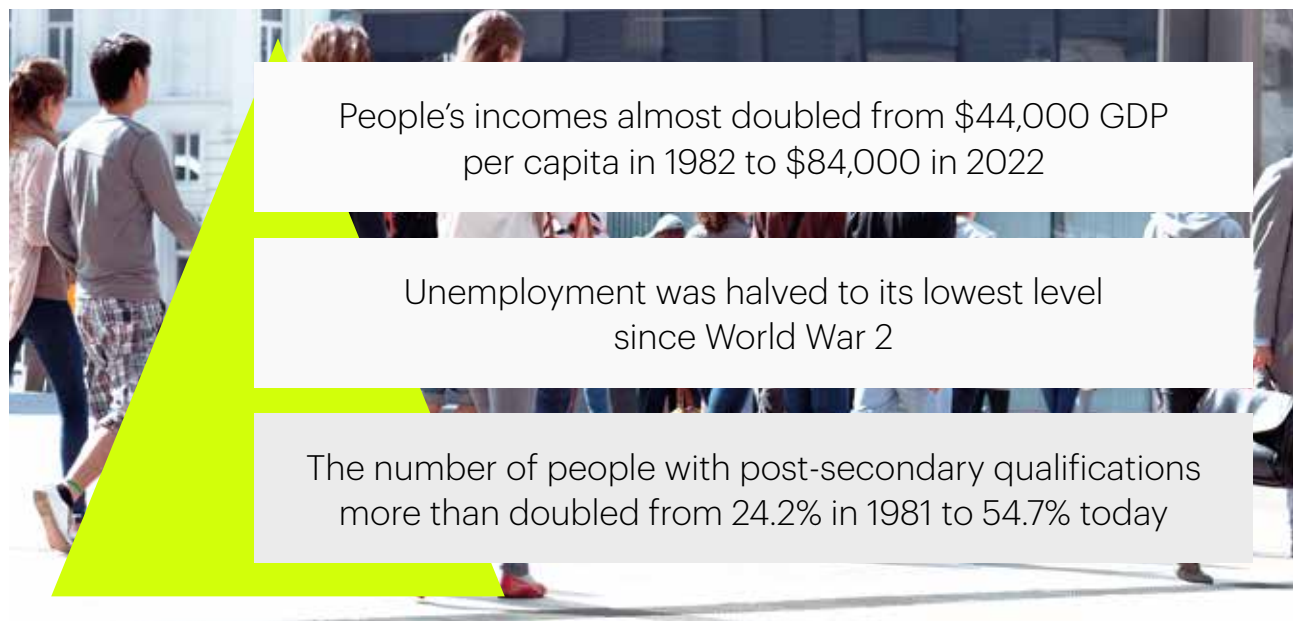 People’s incomes almost doubled from $44,000 GDP
per capita in 1982 to $84,000 in 2022
Unemployment was halved to its lowest level
since World War 2
The number of people with post-secondary qualifications
more than doubled from 24.2% in 1981 to 54.7% today